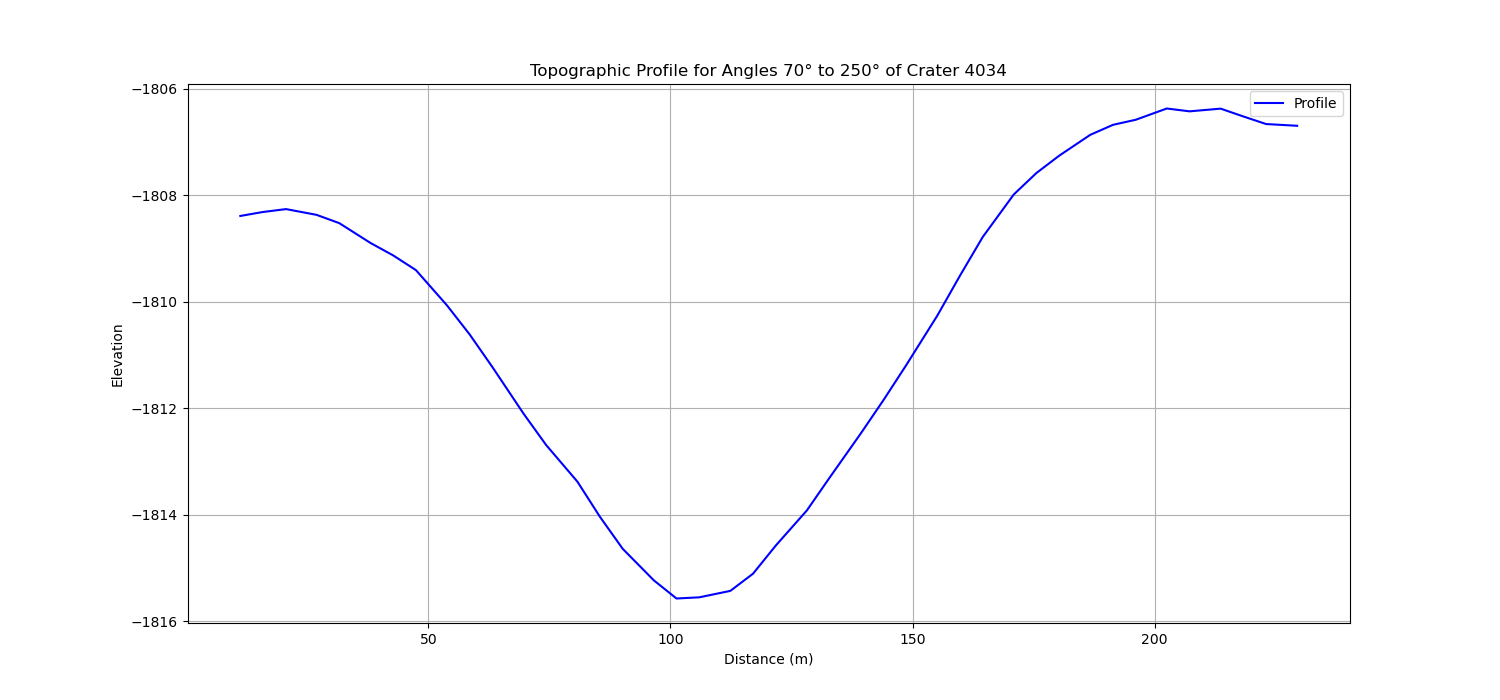 Topographic Profile for Angles 70° to 250° of Crater 4034
Profile
−1806
−1808
−1810
−1812
−1814
−1816
Elevation
50
100
150
200
Distance (m)